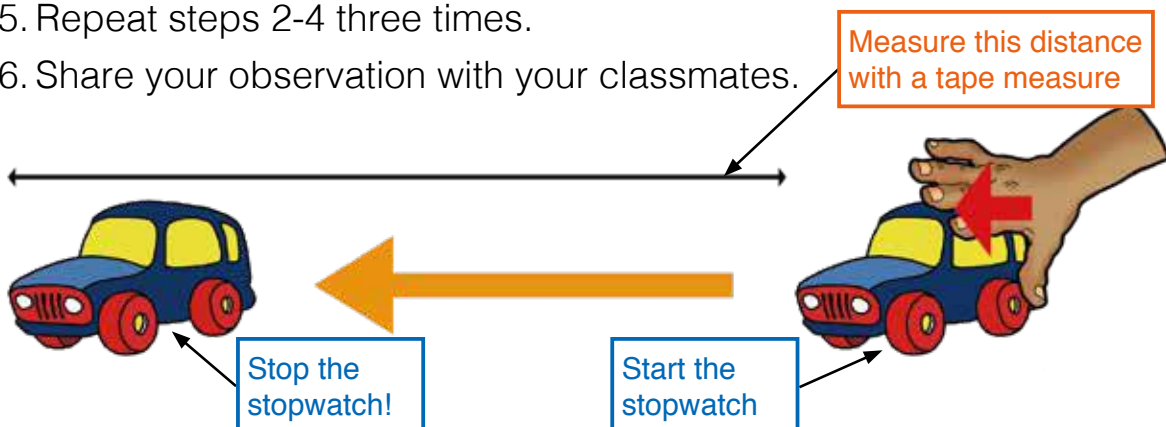 5. Repeat steps 2-4 three times.
6. Share your observation with your classmates.
Measure this distance
with a tape measure
Stop the
stopwatch!
Start the
stopwatch